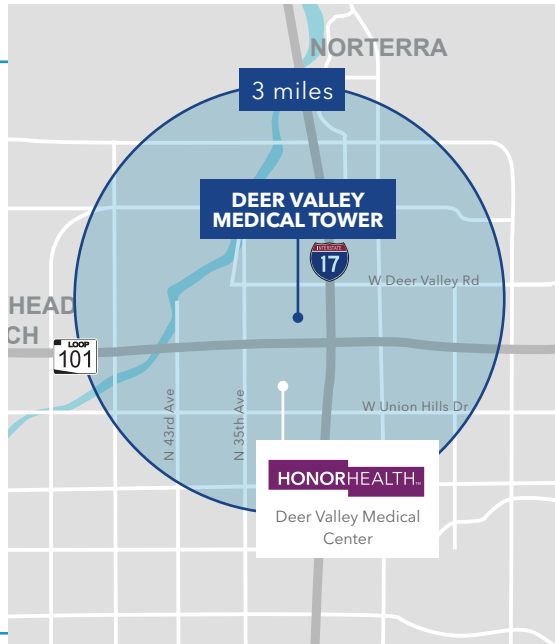 NORTERRA
3 miles
DEER VALLEY
MEDICAL TOWER
INTERSTATE
17
W Deer Valley Rd
HEAD
CH
LOOP
101
N 43rd Ave
N 35th Ave
W Union Hills Dr
HONORHEALTH™
Deer Valley Medical
Center